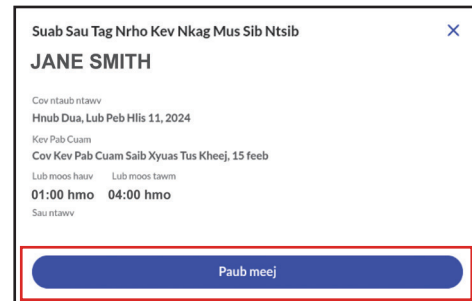 Suab Sau Tag Nrho Kev Nkag Mus Sib Ntsib
JANE SMITH
Cov ntaub ntawv
Hnub Dua, Lub Peb Hlis 11, 2024
Kev Pab Cuam
Cov Kev Pab Cuam Saib Xyuas Tus Kheej, 15 feeb
Lub moos hauv Lub moos tawm
01:00 hmo 04:00 hmo
Sau ntawv
Paub meej